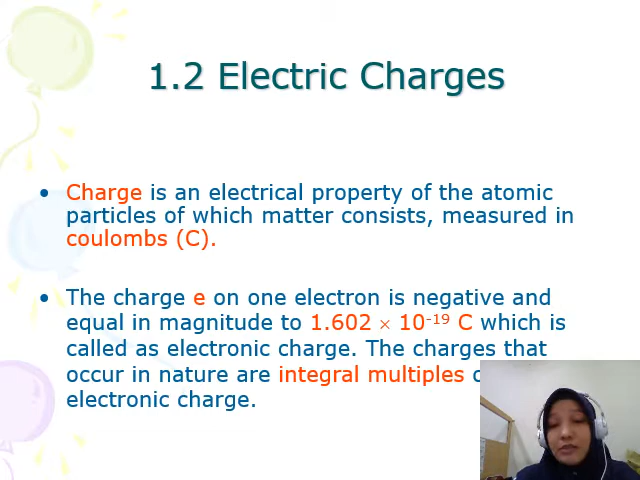 1.2 Electric Charges
• Charge is an electrical property of the atomic
particles of which matter consists, measured in
coulombs (C).
• The charge e on one electron is negative and
equal in magnitude to 1.602 × 10⁻¹⁹ C which is
called as electronic charge. The charges that
occur in nature are integral multiples
electronic charge.